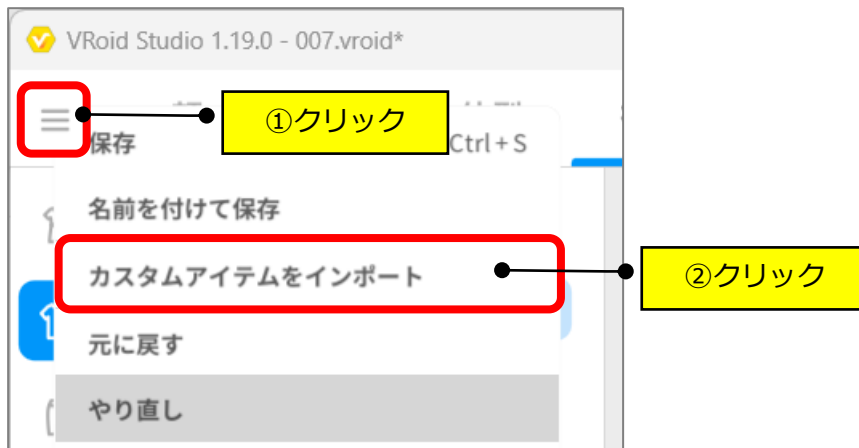 VRoid Studio 1.19.0 - 007.vroid*
①クリック
保存 Ctrl + S
名前を付けて保存
カスタムアイテムをインポート
②クリック
元に戻す
やり直し